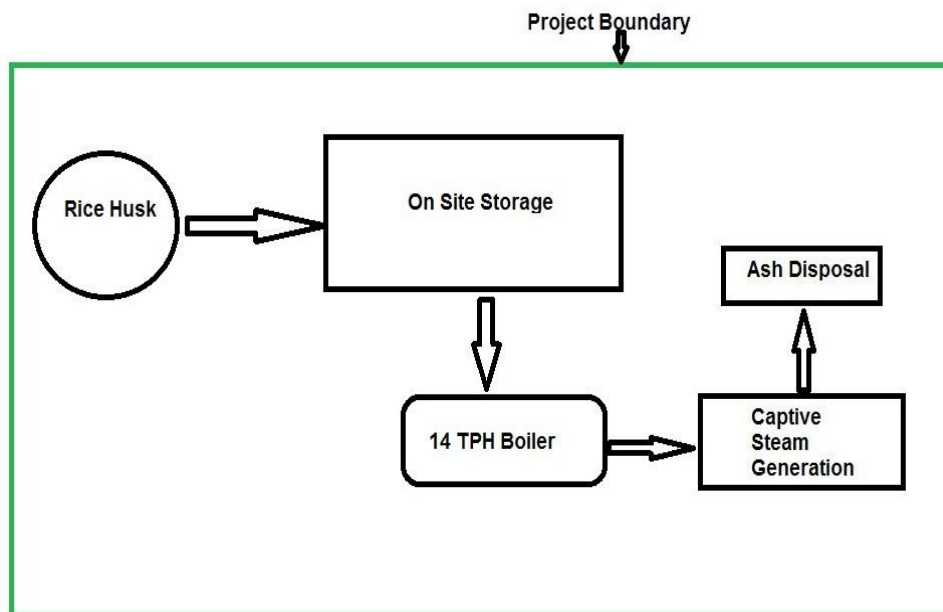 Project Boundary
Rice Husk
On Site Storage
Ash Disposal
14 TPH Boiler
Captive
Steam
Generation